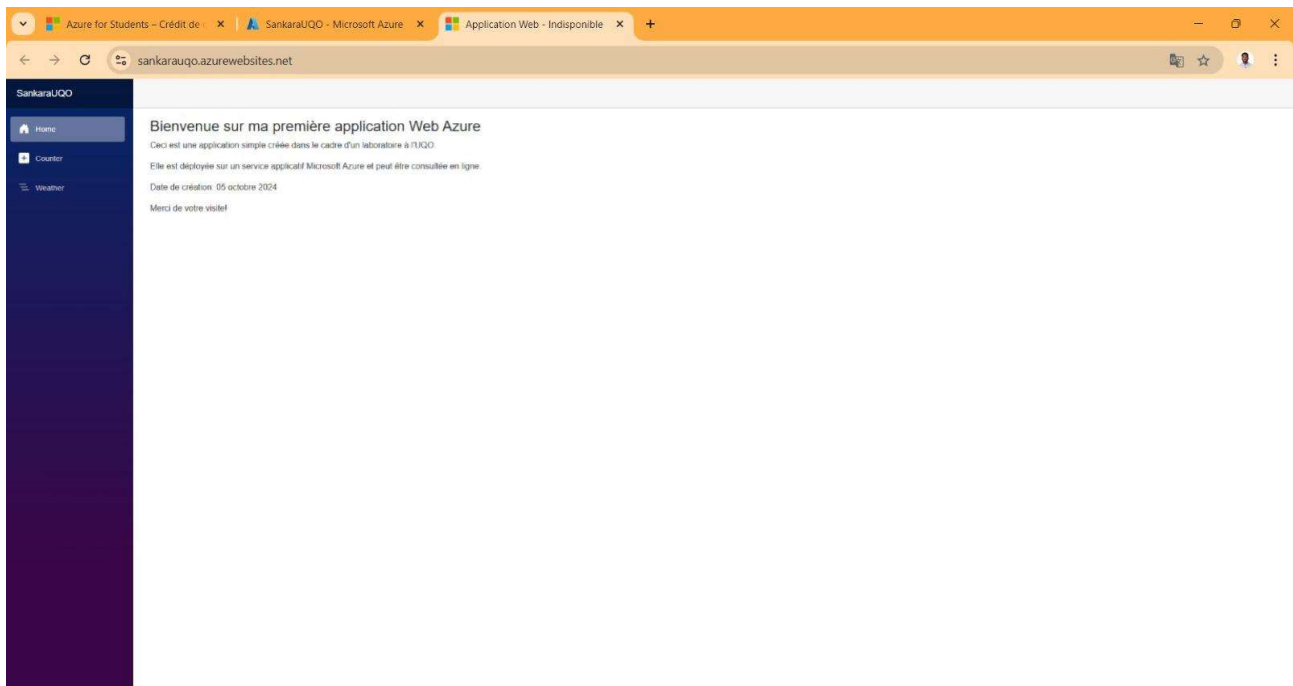 Azure for Students – Crédit de
SankaraUQO - Microsoft Azure
Application Web - Indisponible
sankarauqo.azurewebsites.net
SankaraUQO
Home
Counter
Weather
Bienvenue sur ma première application Web Azure
Ceci est une application simple créée dans le cadre d'un laboratoire à l'UQO.
Elle est déployée sur un service applicatif Microsoft Azure et peut être consultée en ligne.
Date de création: 05 octobre 2024
Merci de votre visite!